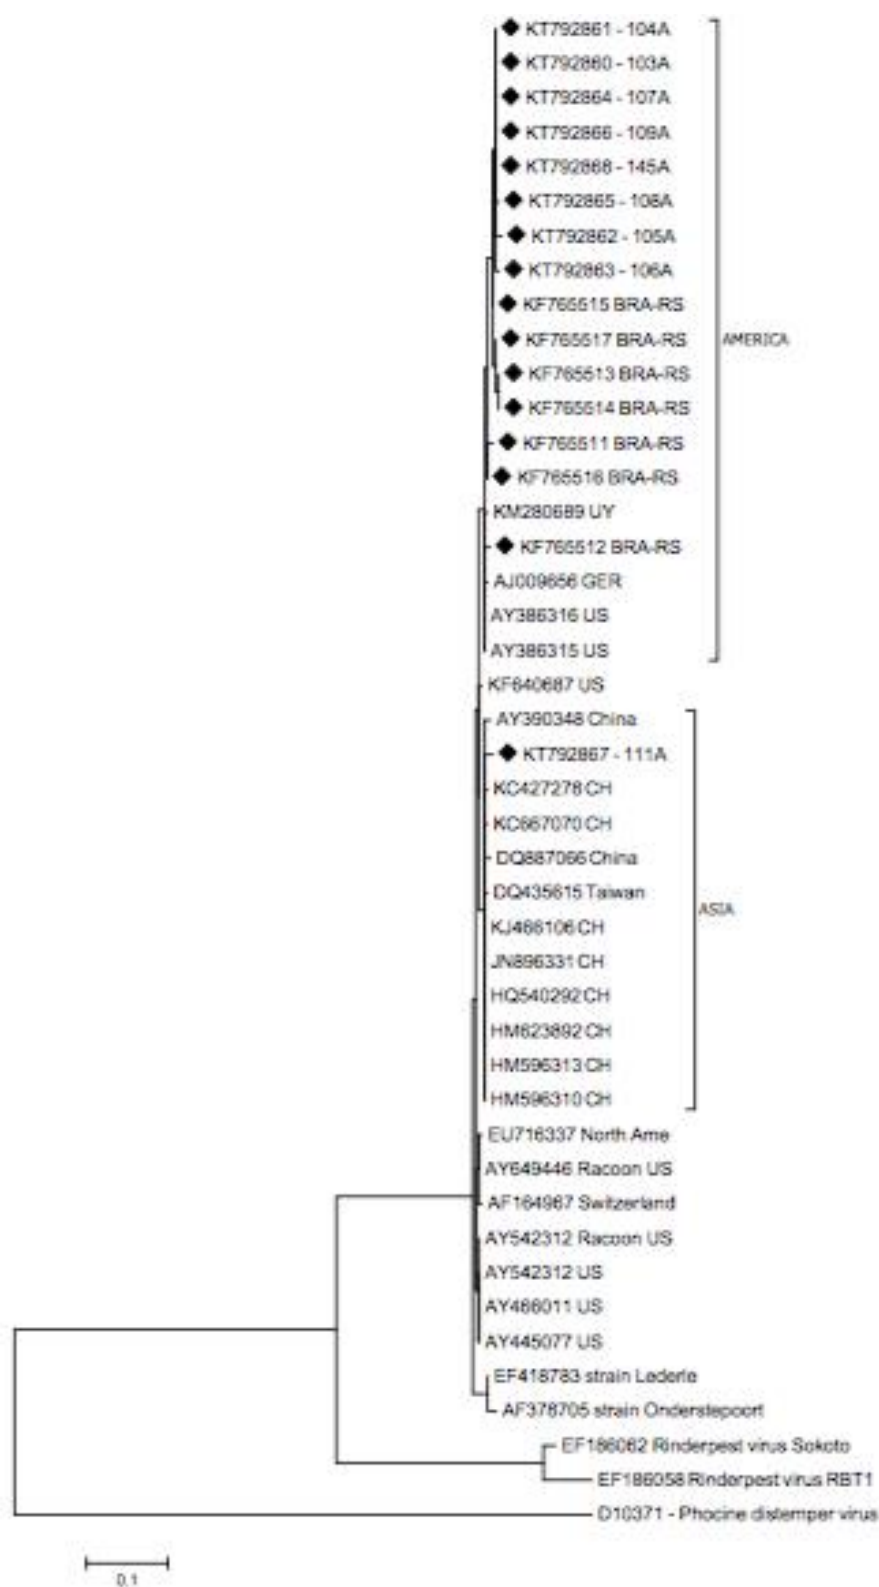 KT792861 - 104A
KT792860 - 103A
KT792864 - 107A
KT792866 - 109A
KT792868 - 145A
KT792865 - 108A
KT792862 - 105A
KT792863 - 106A
KF765515 BRA-RS
KF765517 BRA-RS
AMERICA
KF765513 BRA-RS
KF765514 BRA-RS
KF765511 BRA-RS
KF765516 BRA-RS
KM280689 UY
KF765512 BRA-RS
AJ009656 GER
AY386316 US
AY386315 US
KF640687 US
AY390348 China
KT792867 - 111A
KC427278 CH
KC667070 CH
DQ887066 China
DQ435615 Taiwan
ASIA
KJ466106 CH
JN896331 CH
HQ540292 CH
HM623892 CH
HM596313 CH
HM596310 CH
EU716337 North Ame
AY649446 Racoon US
AF164967 Switzerland
AY542312 Racoon US
AY542312 US
AY466011 US
AY445077 US
EF418783 strain Lederle
AF378705 strain Onderstepoort
EF186062 Rinderpest virus Sokoto
EF186058 Rinderpest virus RBT1
D10371 - Phocine distemper virus
0.1